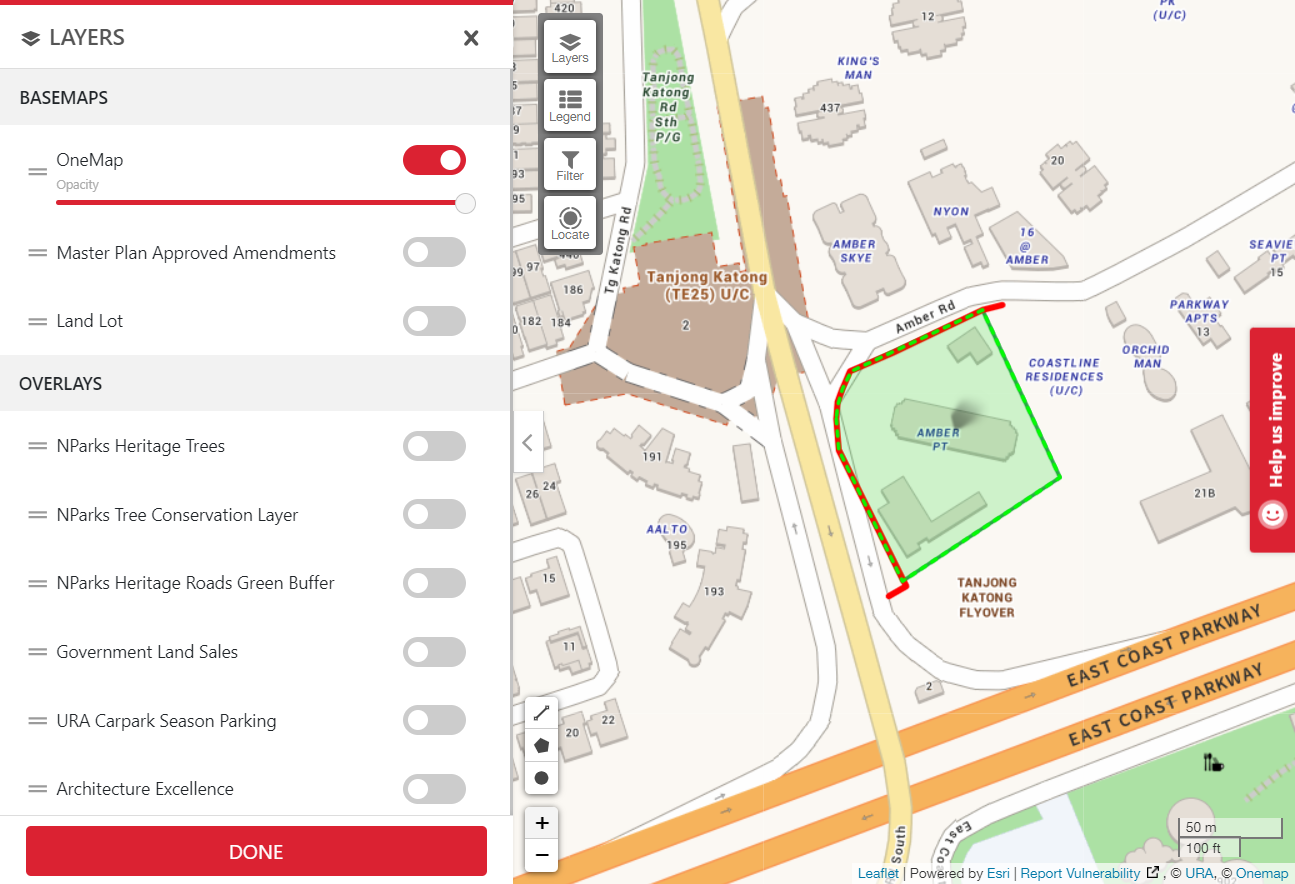 LAYERS
BASEMAPS
OneMap
Opacity
Master Plan Approved Amendments
Land Lot
OVERLAYS
NParks Heritage Trees
NParks Tree Conservation Layer
NParks Heritage Roads Green Buffer
Government Land Sales
URA Carpark Season Parking
Architecture Excellence
DONE
Layers
Legend
Filter
Locate
420
Tanjong
Katong
Rd
Sth
P/G
12
(U/C)
KING'S
MAN
437
20
NYON
16
@
AMBER
AMBER
SKYE
SEAVIE
PT
15
PARKWAY
APTS
13
ORCHID
MAN
COASTLINE
RESIDENCES
(U/C)
Amber Rd
Tg Katong Rd
Tanjong Katong
(TE25) U/C
2
95
99
97
186
182
184
AMBER
PT
191
24
26
AALTO
195
193
15
11
22
20
21B
TANJONG
KATONG
FLYOVER
2
EAST COAST PARKWAY
EAST COAST PARKWAY
South
East Co
Help us improve
+
−
50 m
100 ft
Leaflet | Powered by Esri | Report Vulnerability , © URA, © Onemap